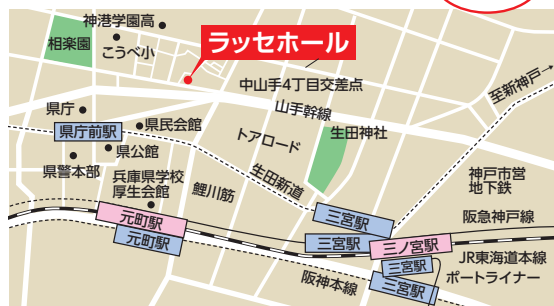 神港学園高
相楽園
こうべ小
ラッセホール
中山手4丁目交差点
至新神戸→
山手幹線
県庁
県民会館
県庁前駅
県公館
県警本部
トアロード
生田神社
兵庫県学校
厚生会館
鯉川筋
生田新道
神戸市営
地下鉄
元町駅
元町駅
三宮駅
阪急神戸線
三宮駅
三ノ宮駅
三宮駅
JR東海道本線
ポートライナー
阪神本線
三宮駅